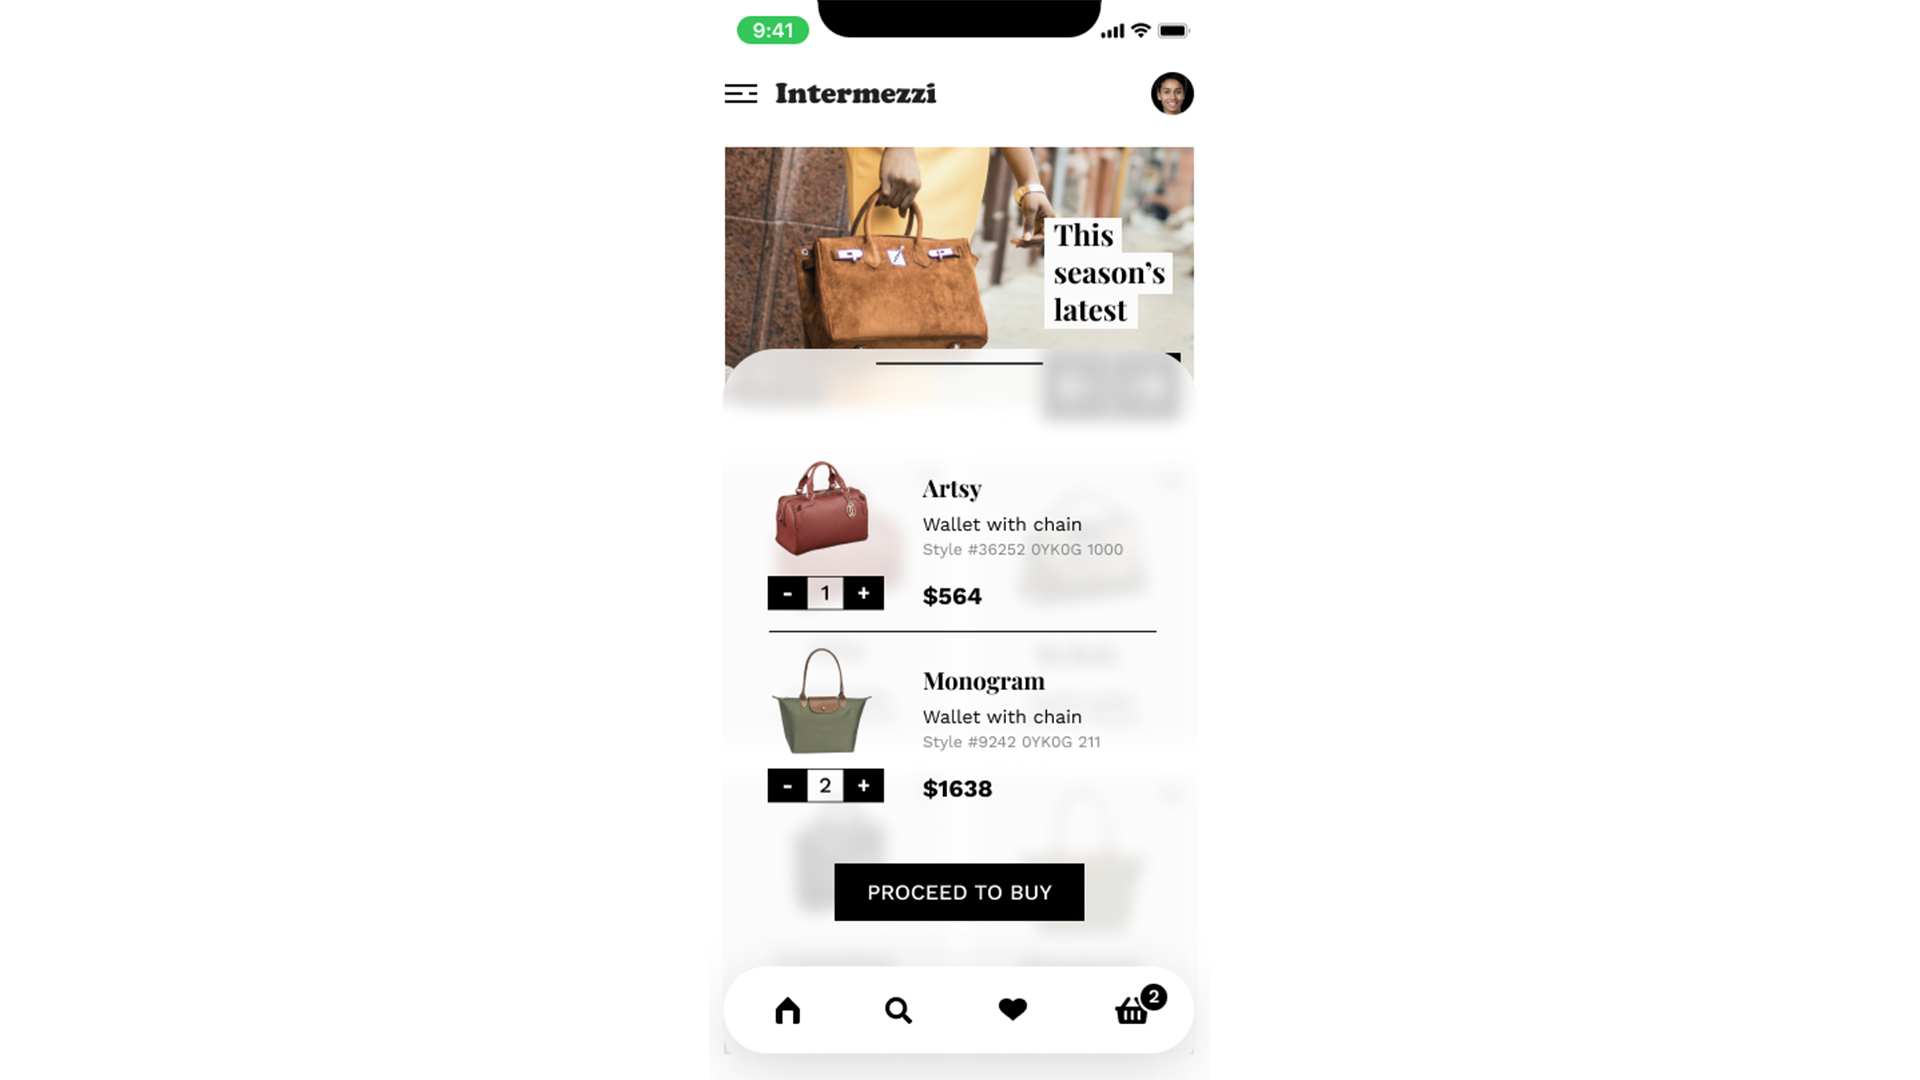 9:41
Intermezzi
This
season’s
latest
Artsy
Wallet with chain
Style #36252 0YK0G 1000
- 1 +
$564
Monogram
Wallet with chain
Style #9242 0YK0G 211
- 2 +
$1638
PROCEED TO BUY
2